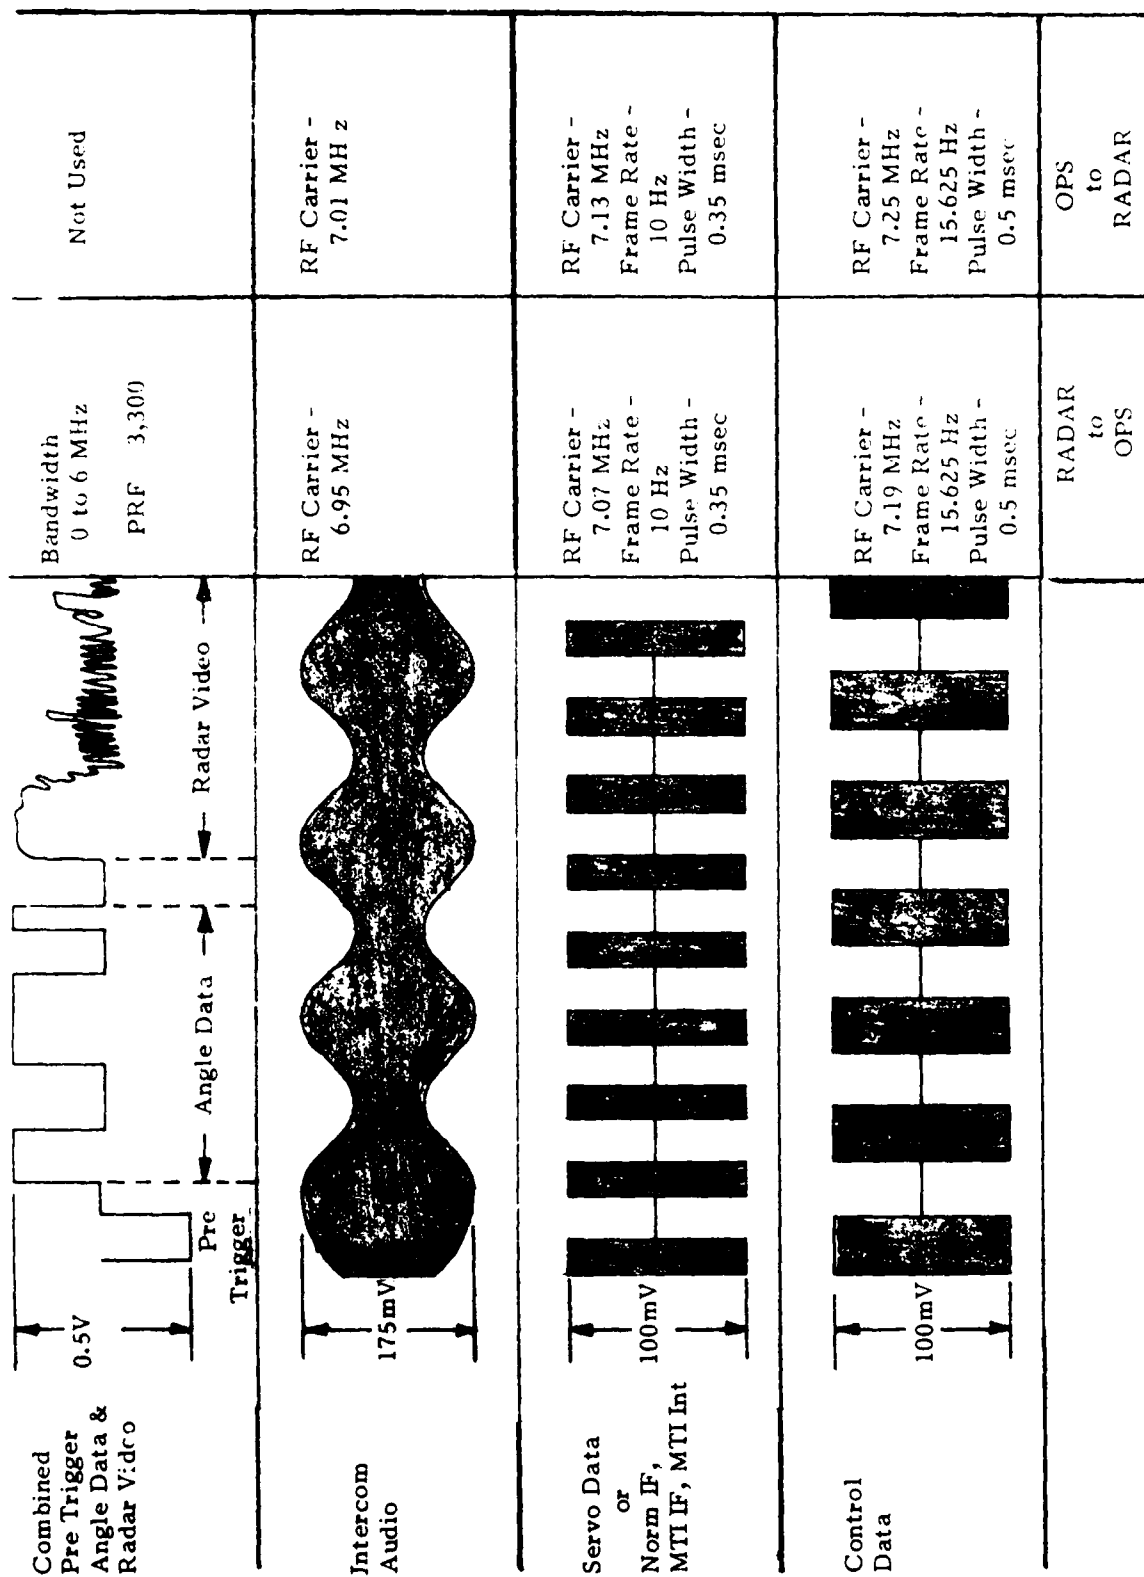 Combined
Pre Trigger
Angle Data &
Radar Video
0.5V
Pre
Trigger
Angle Data
Radar Video
Bandwidth
0 to 6 MHz
PRF 3,300
Not Used
Intercom
Audio
175mV
RF Carrier -
6.95 MHz
RF Carrier -
7.01 MHz
Servo Data
or
Norm IF,
MTI IF, MTI Int
100mV
RF Carrier -
7.07 MHz
Frame Rate -
10 Hz
Pulse Width -
0.35 msec
RF Carrier -
7.13 MHz
Frame Rate -
10 Hz
Pulse Width -
0.35 msec
Control
Data
100mV
RF Carrier -
7.19 MHz
Frame Rate -
15.625 Hz
Pulse Width -
0.5 msec
RF Carrier -
7.25 MHz
Frame Rate -
15.625 Hz
Pulse Width -
0.5 msec
RADAR
to
OPS
OPS
to
RADAR